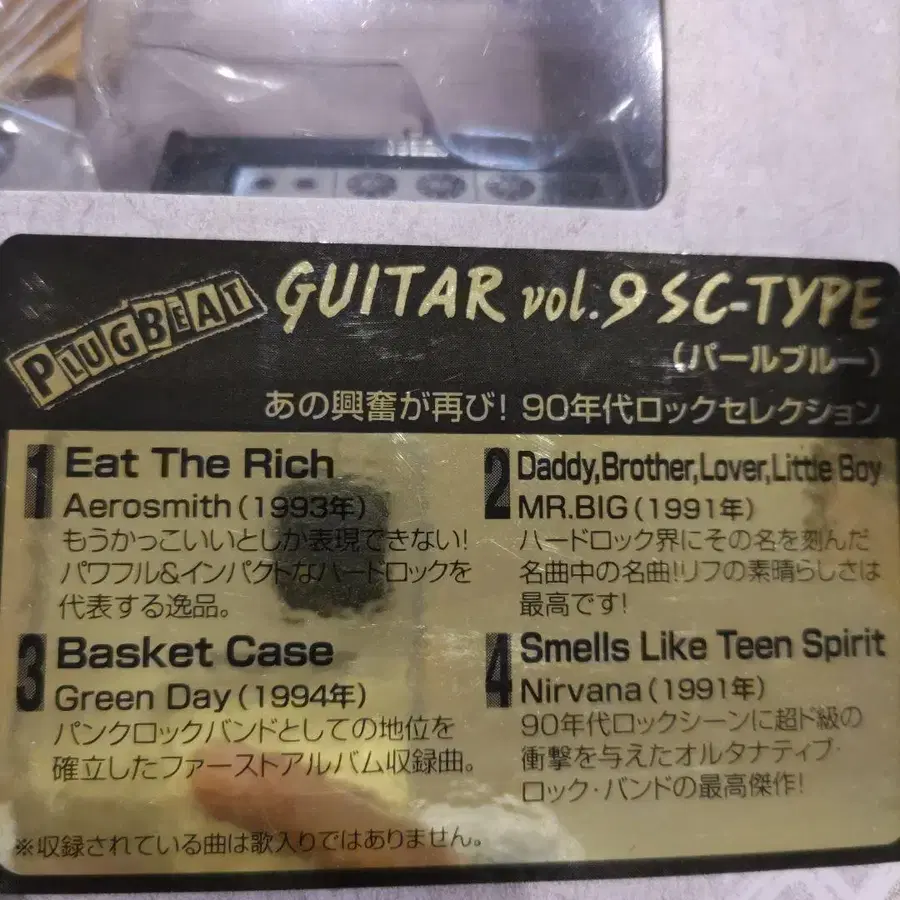 PLUGBEAT GUITAR vol.9 SC-TYPE
(パールブルー)
あの興奮が再び! 90年代ロックセレクション
1 Eat The Rich
Aerosmith(1993年)
もうかっこいいとしか表現できない!
パワフル&インパクトなハードロックを
代表する逸品。
2 Daddy,Brother,Lover,Little Boy
MR.BIG(1991年)
ハードロック界にその名を刻んだ
名曲中の名曲!リフの素晴らしさは
最高です!
3 Basket Case
Green Day(1994年)
パンクロックバンドとしての地位を
確立したファーストアルバム収録曲。
4 Smells Like Teen Spirit
Nirvana(1991年)
90年代ロックシーンに超ド級の
衝撃を与えたオルタナティブ・
ロック・バンドの最高傑作!
※収録されている曲は歌入りではありません。